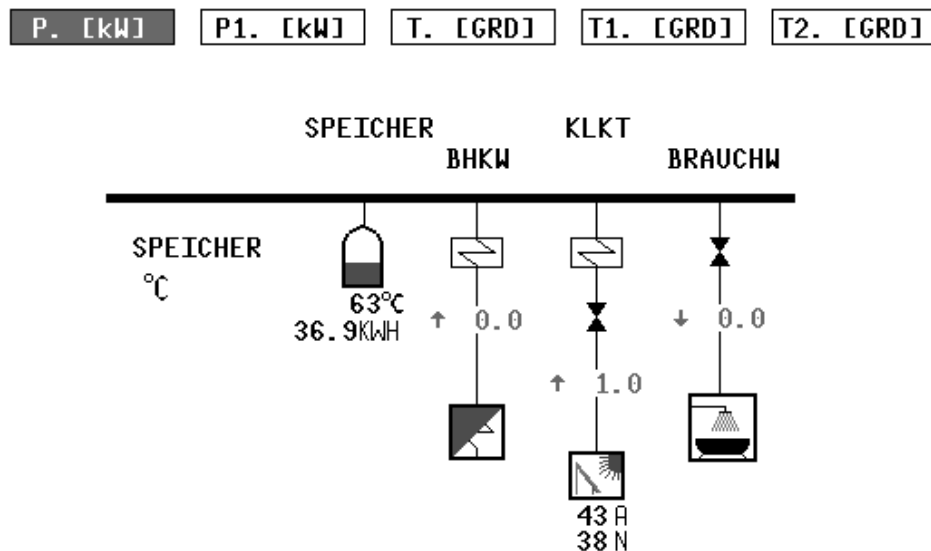 P. [kW] P1. [kW] T. [GRD] T1. [GRD] T2. [GRD]
SPEICHER KLKT
BHKW BRAUCHW
SPEICHER
°C
63°C
36.9KWH
↑ 0.0 ↓ 0.0
↑ 1.0
43 A
38 N